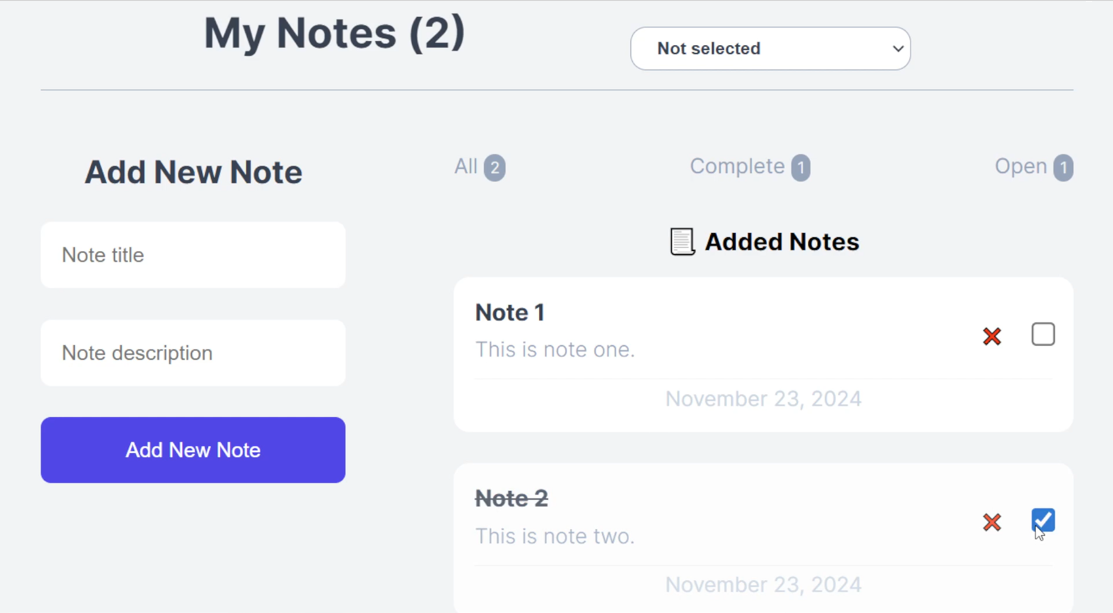 My Notes (2)
Not selected
Add New Note
Note title
Note description
Add New Note
All 2
Complete 1
Open 1
Added Notes
Note 1
This is note one.
November 23, 2024
Note 2
This is note two.
November 23, 2024